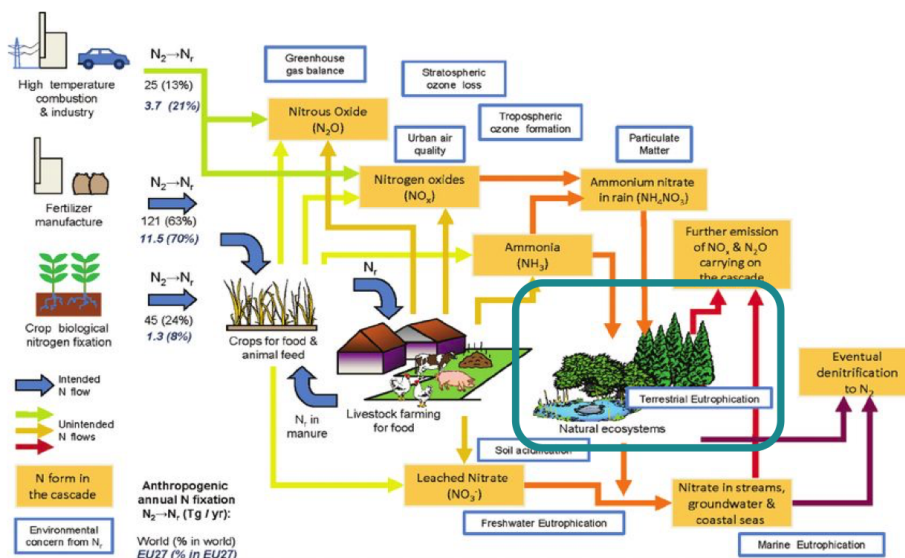 N₂→Nᵣ
25 (13%)
3.7 (21%)
High temperature
combustion
& industry
Greenhouse
gas balance
Stratospheric
ozone loss
Nitrous Oxide
(N₂O)
Tropospheric
ozone formation
Urban air
quality
Particulate
Matter
Fertilizer
manufacture
N₂→Nᵣ
121 (63%)
11.5 (70%)
Nitrogen oxides
(NOₓ)
Ammonium nitrate
in rain (NH₄NO₃)
Ammonia
(NH₃)
Further emission
of NOₓ & N₂O
carrying on
the cascade
N₂→Nᵣ
45 (24%)
1.3 (8%)
Crop biological
nitrogen fixation
Nᵣ
Crops for food &
animal feed
Nᵣ in
manure
Livestock farming
for food
Terrestrial Eutrophication
Natural ecosystems
Eventual
denitrification
to N₂
Intended
N flow
Unintended
N flows
N form in
the cascade
Environmental
concern from Nᵣ
Anthropogenic
annual N fixation
N₂→Nᵣ (Tg / yr):
World (% in world)
EU27 (% in EU27)
Soil acidification
Leached Nitrate
(NO₃⁻)
Freshwater Eutrophication
Nitrate in streams,
groundwater &
coastal seas
Marine Eutrophication